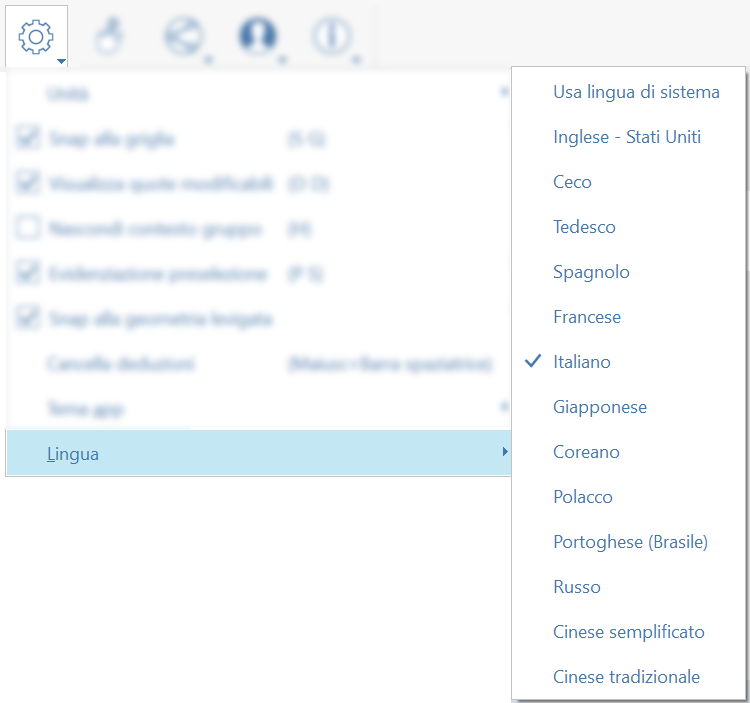 Unità
Snap alla griglia (S G)
Visualizza quote modificabili (D D)
Nascondi contesto gruppo (H)
Evidenziazione preselezione (P S)
Snap alla geometria levigata
Cancella deduzioni (Maiusc+Barra spaziatrice)
Tema app
Lingua
Usa lingua di sistema
Inglese - Stati Uniti
Ceco
Tedesco
Spagnolo
Francese
Italiano
Giapponese
Coreano
Polacco
Portoghese (Brasile)
Russo
Cinese semplificato
Cinese tradizionale